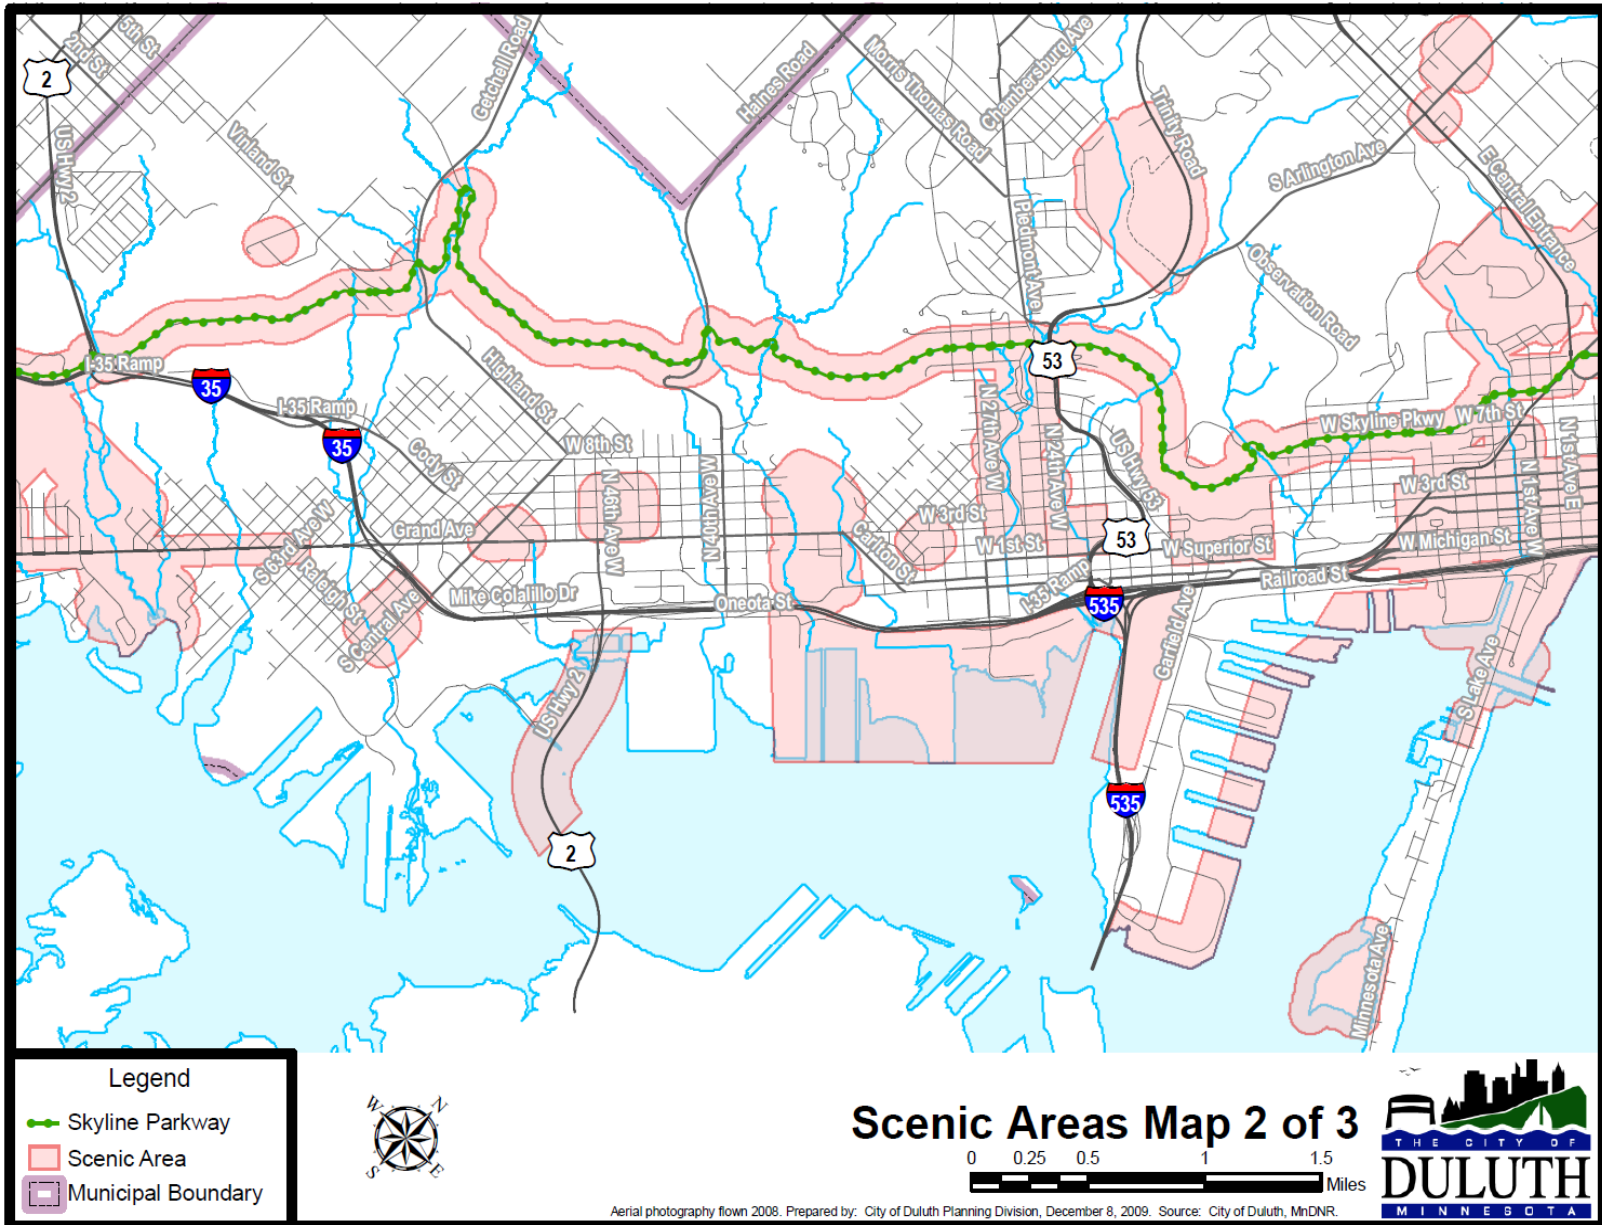 5th St
2nd St
2
US Hwy 2
Vinland St
Getchell Road
Haines Road
Morris Thomas Road
Chambersburg Ave
Trinity Road
S Arlington Ave
E Central Entrance
Piedmont Ave
Observation Road
53
I-35 Ramp
35
I-35 Ramp
35
Highland St
Cody St
W 8th St
N 46th Ave W
N 40th Ave W
Grand Ave
S 63rd Ave W
Raleigh St
S Central Ave
Mike Colalillo Dr
Oneota St
Carlton St
W 3rd St
W 1st St
N 27th Ave W
N 24th Ave W
US Hwy 53
53
I-35 Ramp
535
W Skyline Pkwy
W 7th St
W 3rd St
N 1st Ave W
N 1st Ave E
W Superior St
W Michigan St
Railroad St
Garfield Ave
S Lake Ave
US Hwy 2
2
535
Minnesota Ave
Legend
Skyline Parkway
Scenic Area
Municipal Boundary
N
W
S
E
Scenic Areas Map 2 of 3
0 0.25 0.5 1 1.5
Miles
Aerial photography flown 2008. Prepared by: City of Duluth Planning Division, December 8, 2009. Source: City of Duluth, MnDNR.
THE CITY OF
DULUTH
MINNESOTA